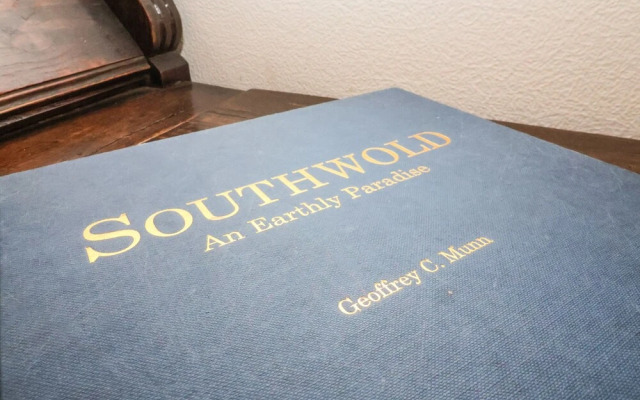 SOUTHWOLD
An Earthly Paradise
Geoffrey C. Munn